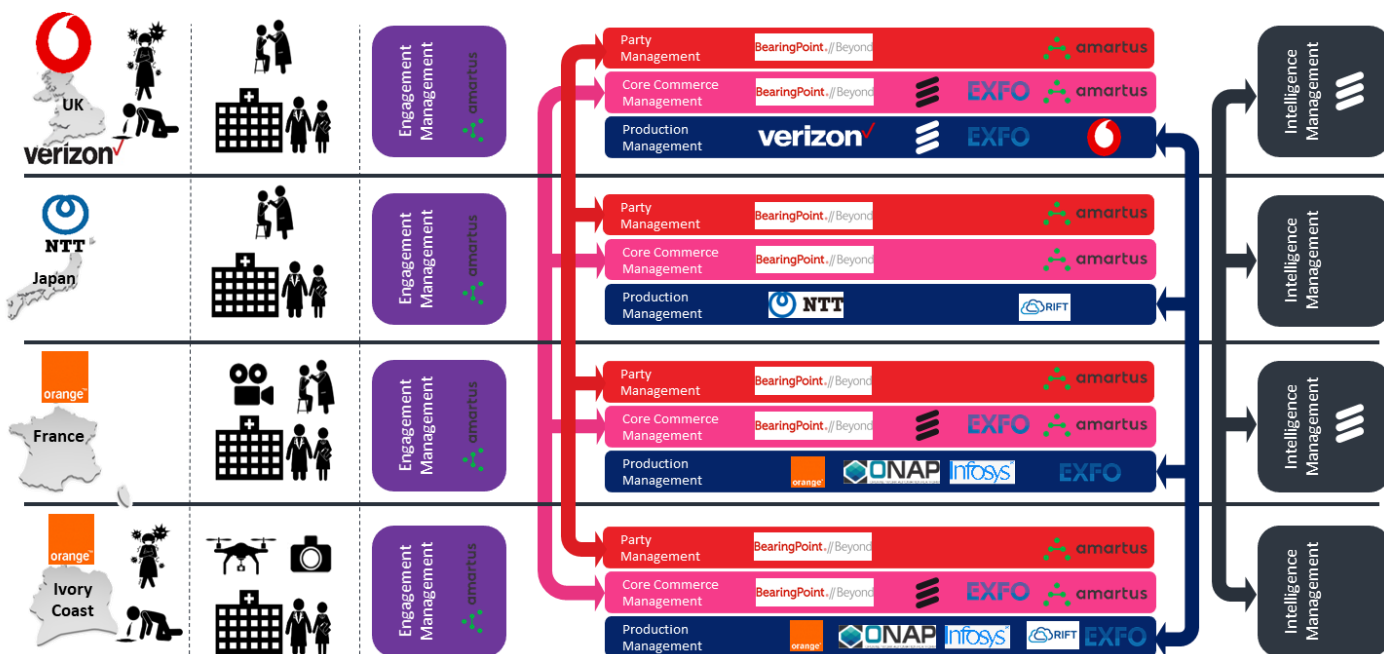 UK
verizon
Engagement
Management
amartus
Party
Management
BearingPoint.//Beyond
amartus
Core Commerce
Management
BearingPoint.//Beyond
EXFO
amartus
Production
Management
verizon
EXFO
Intelligence
Management
NTT
Japan
Engagement
Management
amartus
Party
Management
BearingPoint.//Beyond
amartus
Core Commerce
Management
BearingPoint.//Beyond
amartus
Production
Management
NTT
RIFT
Intelligence
Management
orange™
France
Engagement
Management
amartus
Party
Management
BearingPoint.//Beyond
amartus
Core Commerce
Management
BearingPoint.//Beyond
EXFO
amartus
Production
Management
orange
ONAP
Infosys
EXFO
Intelligence
Management
orange™
Ivory
Coast
Engagement
Management
amartus
Party
Management
BearingPoint.//Beyond
amartus
Core Commerce
Management
BearingPoint.//Beyond
EXFO
amartus
Production
Management
orange
ONAP
Infosys
RIFT
EXFO
Intelligence
Management